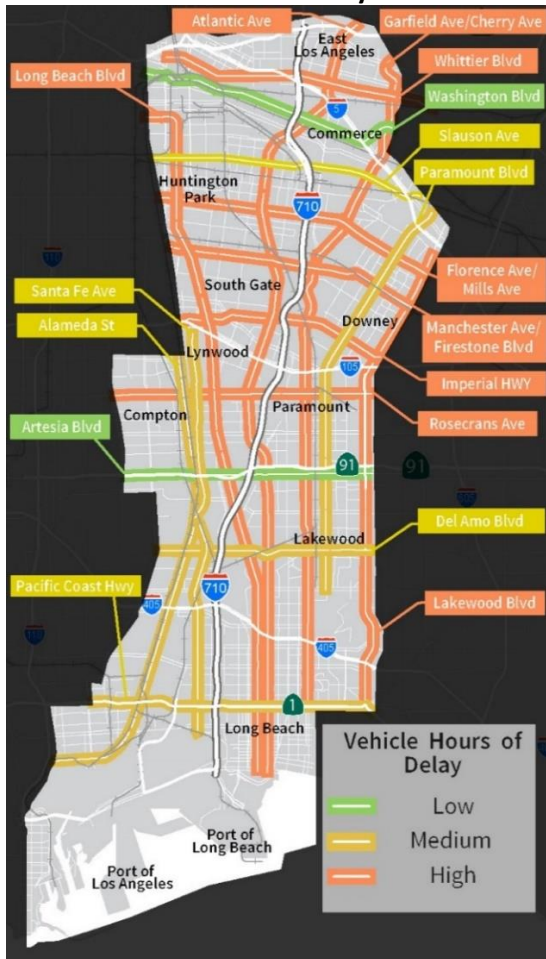 Atlantic Ave
Garfield Ave/Cherry Ave
East
Los Angeles
Long Beach Blvd
Whittier Blvd
Washington Blvd
5
Commerce
Slauson Ave
Paramount Blvd
Huntington
Park
710
Florence Ave/
Mills Ave
South Gate
Santa Fe Ave
Downey
Manchester Ave/
Firestone Blvd
Alameda St
Lynwood
105
Imperial HWY
Compton
Paramount
Rosecrans Ave
Artesia Blvd
91
91
Lakewood
Del Amo Blvd
Pacific Coast Hwy
710
405
Lakewood Blvd
405
1
Long Beach
Vehicle Hours of
Delay
Low
Medium
High
Port of
Long Beach
Port of
Los Angeles